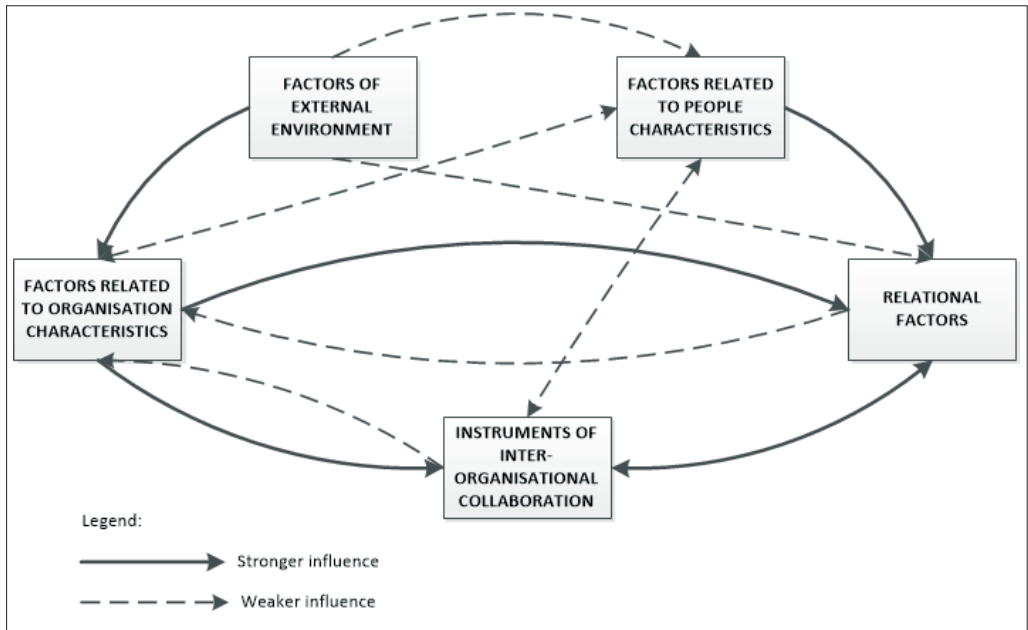 FACTORS OF
EXTERNAL
ENVIRONMENT
FACTORS RELATED
TO PEOPLE
CHARACTERISTICS
FACTORS RELATED
TO ORGANISATION
CHARACTERISTICS
RELATIONAL
FACTORS
INSTRUMENTS OF
INTER-
ORGANISATIONAL
COLLABORATION
Legend:
Stronger influence
Weaker influence